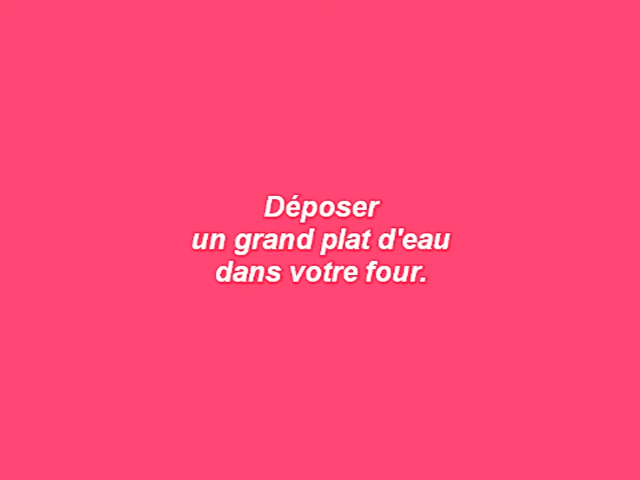 Déposer
un grand plat d'eau
dans votre four.